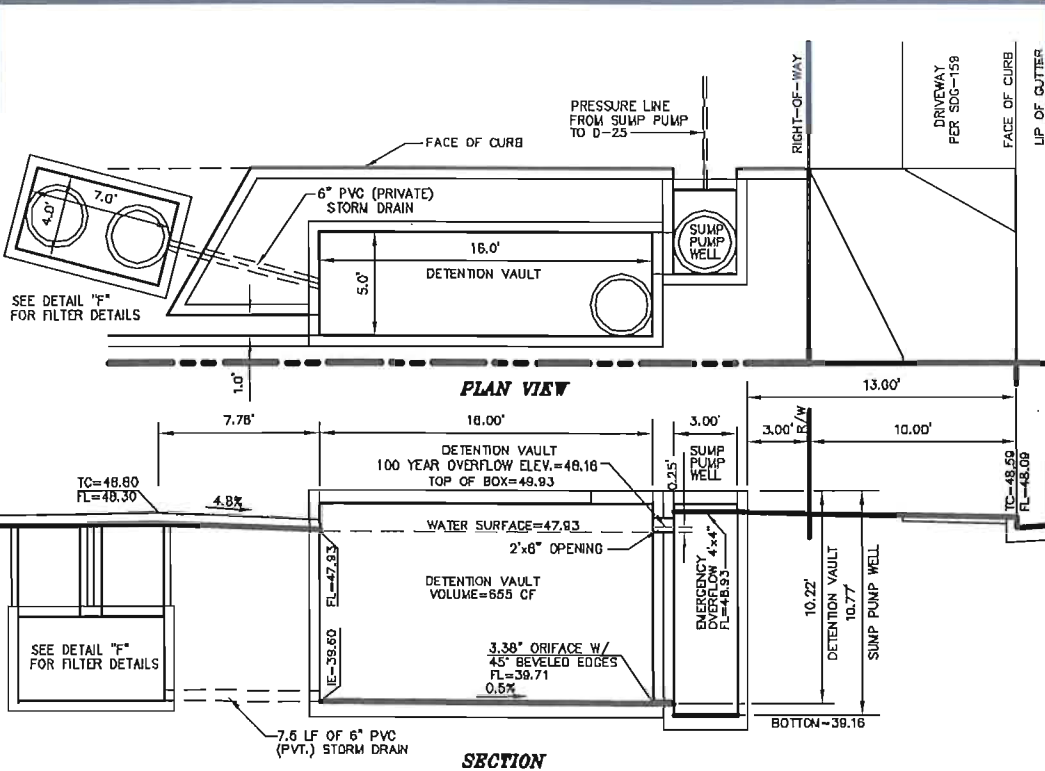 PRESSURE LINE
FROM SUMP PUMP
TO D-25
RIGHT-OF-WAY
DRIVEWAY
PER SDG-159
FACE OF CURB
LIP OF GUTTER
FACE OF CURB
6" PVC (PRIVATE)
STORM DRAIN
7.0'
4.0'
16.0'
DETENTION VAULT
5.0'
SUMP
PUMP
WELL
SEE DETAIL "F"
FOR FILTER DETAILS
1.0'
PLAN VIEW
13.00'
7.76'
16.00'
3.00'
3.00'
R/W
10.00'
DETENTION VAULT
100 YEAR OVERFLOW ELEV.=48.16
TOP OF BOX=49.93
0.25'
SUMP
PUMP
WELL
TC=48.80
FL=48.30
4.8%
TC=48.59
FL=48.09
WATER SURFACE=47.93
2'x6" OPENING
FL=47.93
DETENTION VAULT
VOLUME=655 CF
EMERGENCY
OVERFLOW 4'x4"
FL=48.93
10.22'
DETENTION VAULT
10.77'
SUMP PUMP WELL
SEE DETAIL "F"
FOR FILTER DETAILS
IE=39.60
3.38" ORIFACE W/
45° BEVELED EDGES
FL=39.71
0.5%
BOTTOM=39.16
7.5 LF OF 6" PVC
(PVT.) STORM DRAIN
SECTION